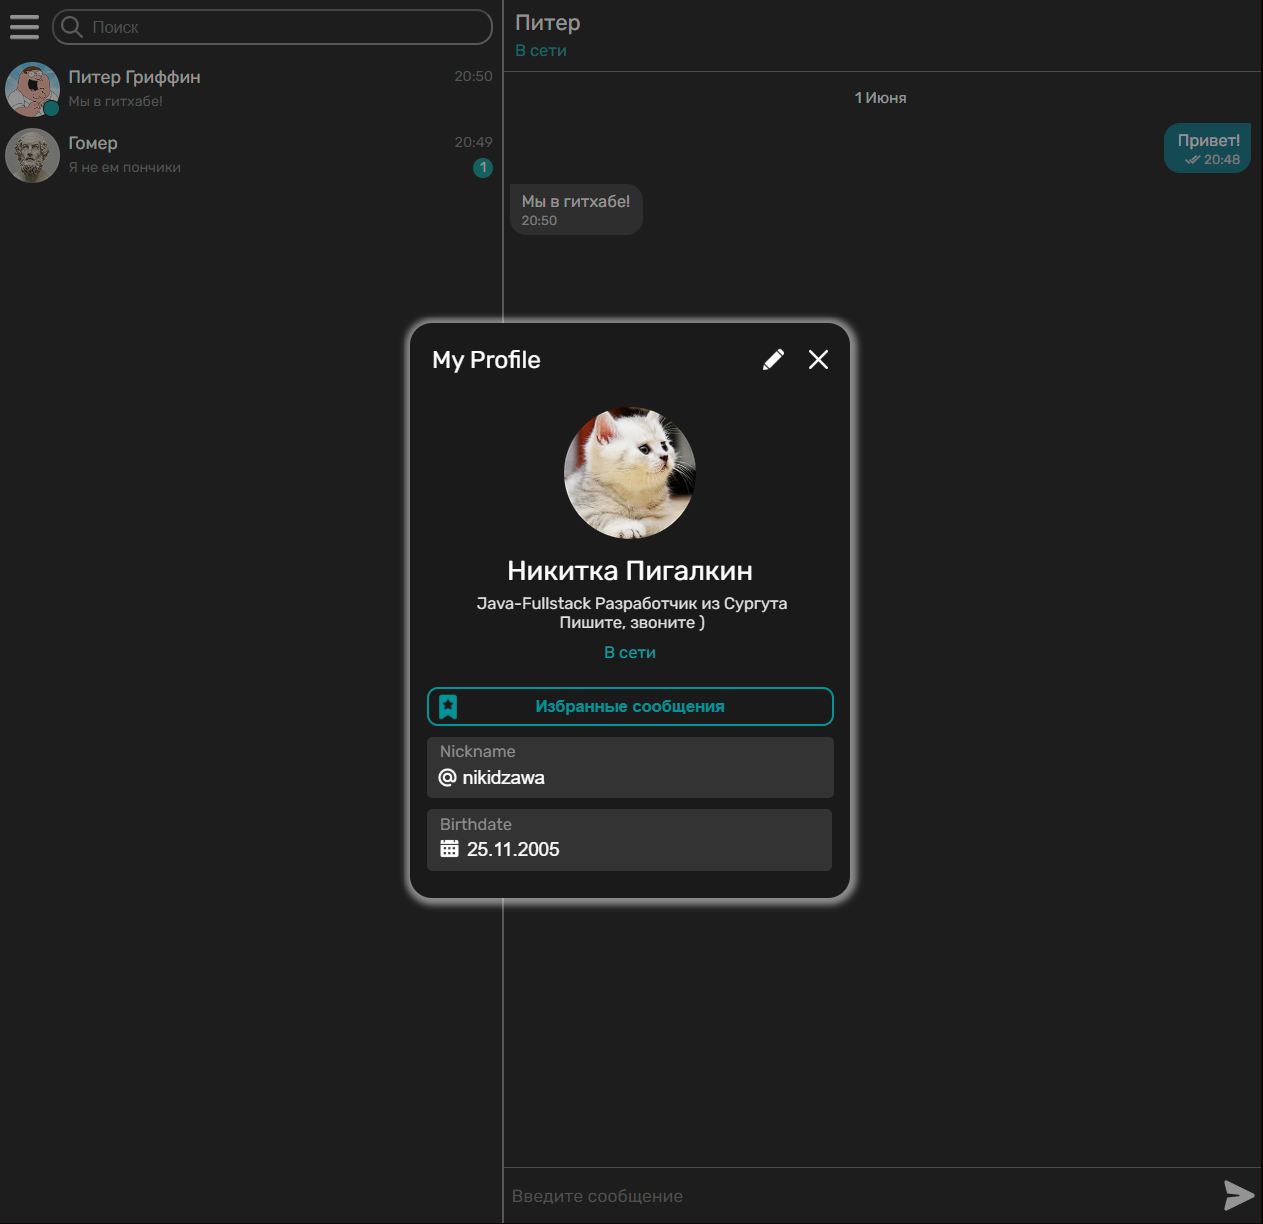 Поиск
Питер Гриффин
20:50
Мы в гитхабе!
Гомер
20:49
Я не ем пончики
1
Питер
В сети
1 Июня
Привет!
20:48
Мы в гитхабе!
20:50
My Profile
Никитка Пигалкин
Java-Fullstack Разработчик из Сургута
Пишите, звоните )
В сети
Избранные сообщения
Nickname
@ nikidzawa
Birthdate
25.11.2005
Введите сообщение